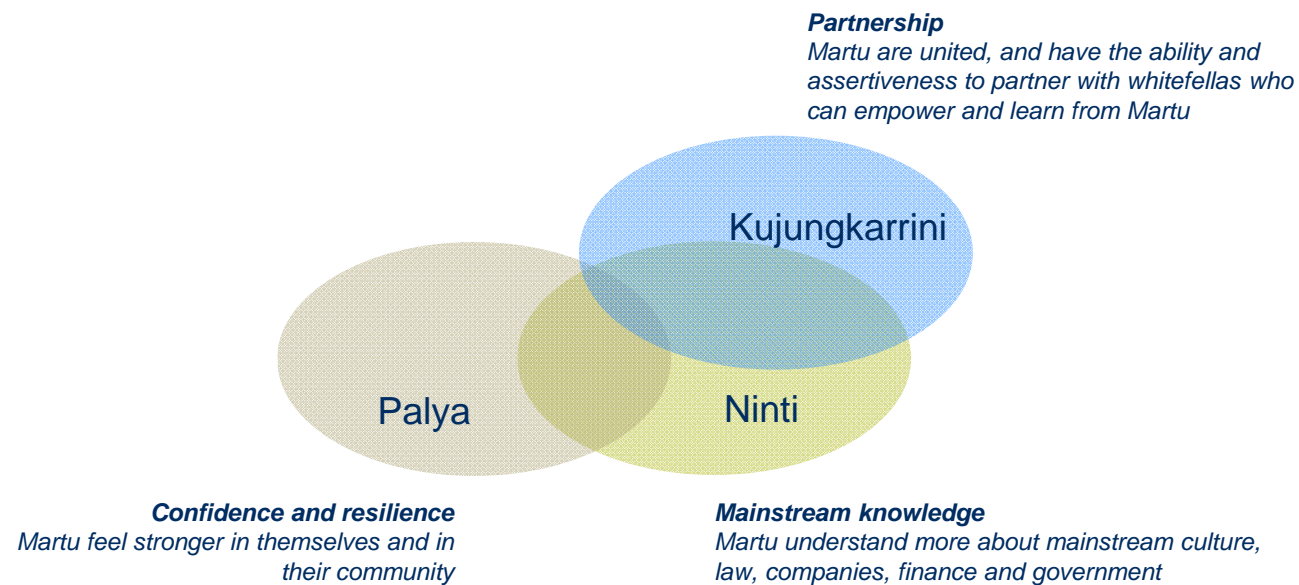 Partnership
Martu are united, and have the ability and
assertiveness to partner with whitefellas who
can empower and learn from Martu
Kujungkarrini
Palya
Ninti
Confidence and resilience
Martu feel stronger in themselves and in
their community
Mainstream knowledge
Martu understand more about mainstream culture,
law, companies, finance and government